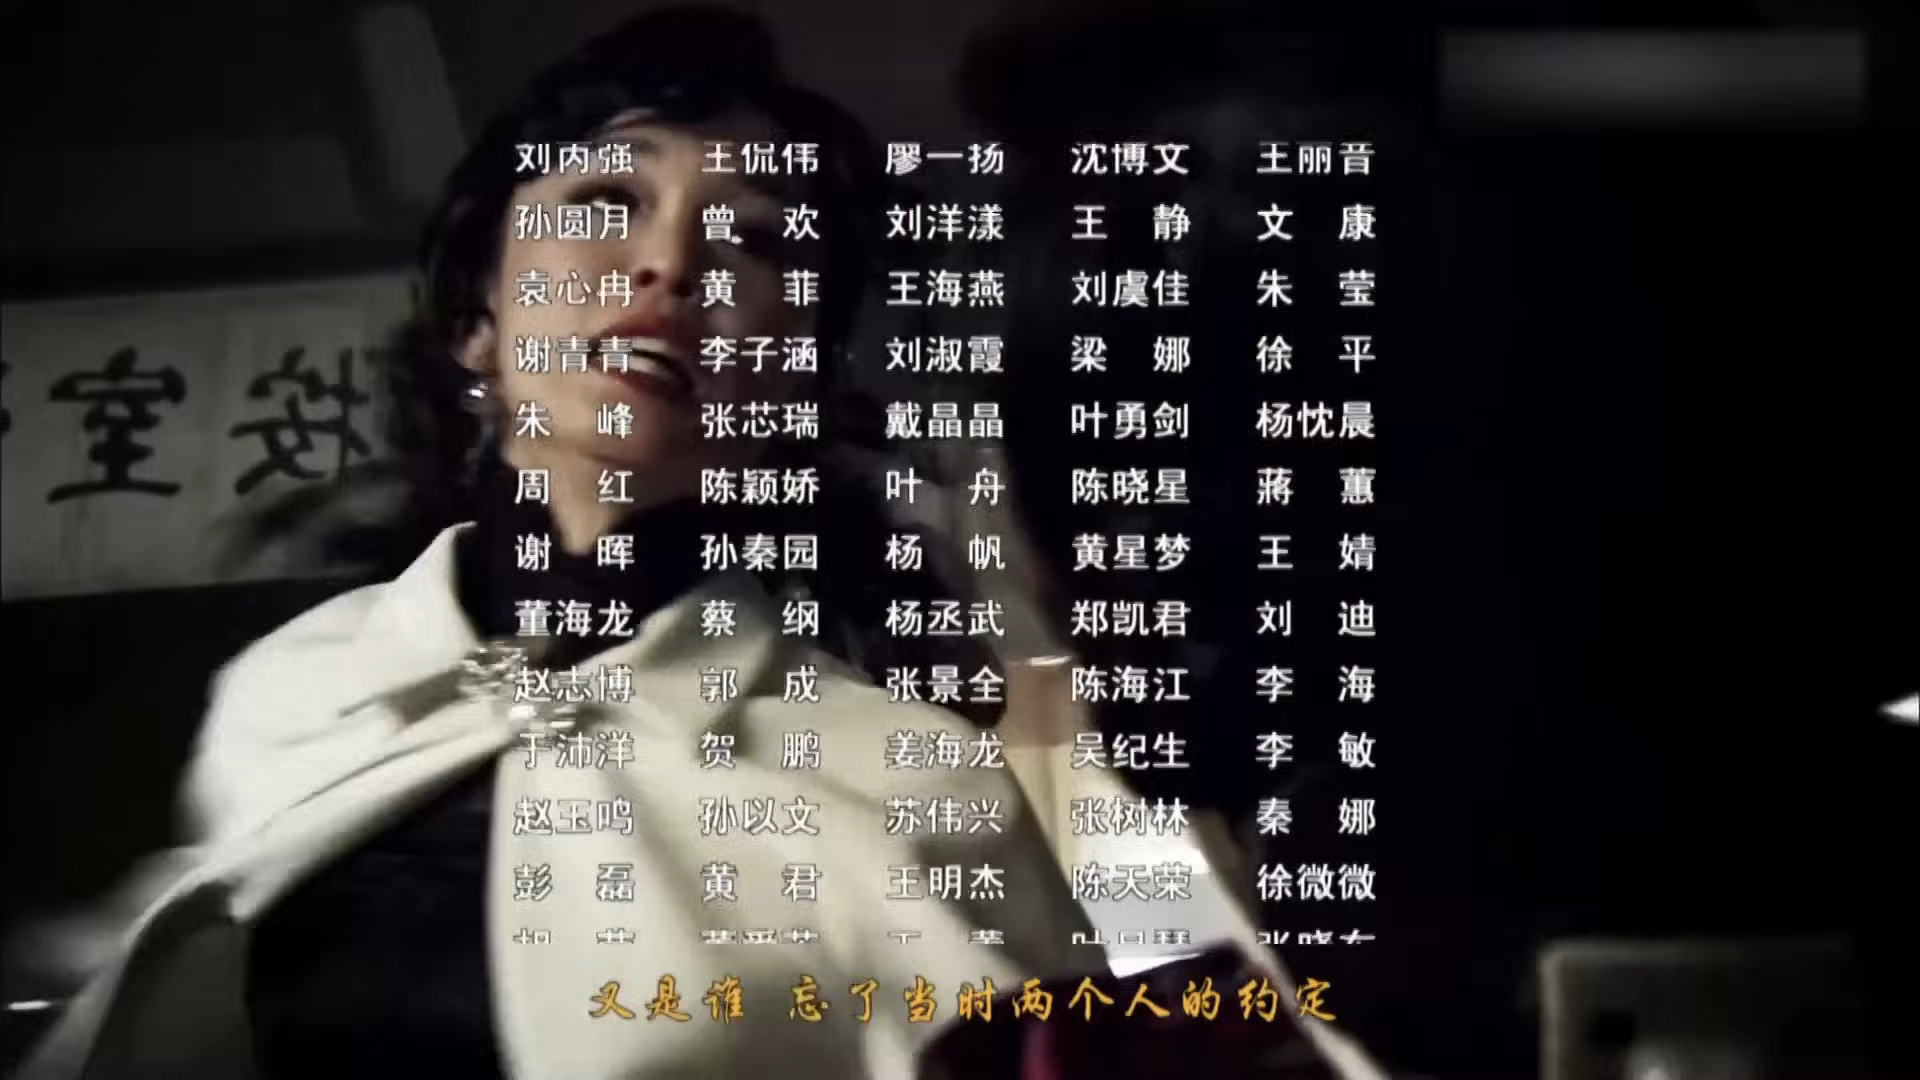 刘丙强 王侃伟 廖一扬 沈博文 王丽音
孙圆月 曾 欢 刘洋漾 王 静 文 康
袁心冉 黄 菲 王海燕 刘虞佳 朱 莹
谢青青 李子涵 刘淑霞 梁 娜 徐 平
朱 峰 张芯瑞 戴晶晶 叶勇剑 杨忱晨
周 红 陈颖娇 叶 舟 陈晓星 蒋 蕙
谢 晖 孙秦园 杨 帆 黄星梦 王 婧
董海龙 蔡 纲 杨丞武 郑凯君 刘 迪
赵志博 郭 成 张景全 陈海江 李 海
于沛洋 贺 鹏 姜海龙 吴纪生 李 敏
赵玉鸣 孙以文 苏伟兴 张树林 秦 娜
彭 磊 黄 君 王明杰 陈天荣 徐微微
又是谁 忘了当时两个人的约定
室 按